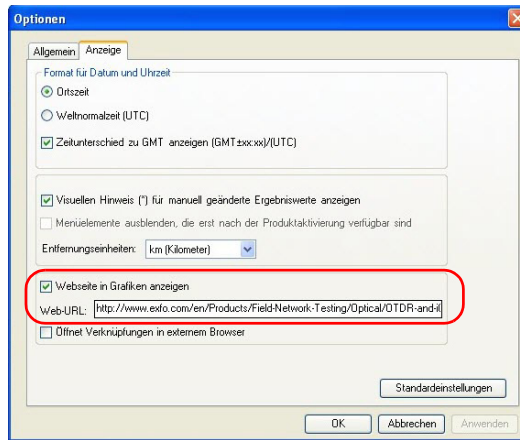 Optionen
Allgemein Anzeige
Format für Datum und Uhrzeit
Ortszeit
Weltnormalzeit (UTC)
Zeitunterschied zu GMT anzeigen (GMT±xx:xx)/(UTC)
Visuellen Hinweis (*) für manuell geänderte Ergebniswerte anzeigen
Menüelemente ausblenden, die erst nach der Produktaktivierung verfügbar sind
Entfernungseinheiten: km (Kilometer)
Webseite in Grafiken anzeigen
Web-URL: http://www.exfo.com/en/Products/Field-Network-Testing/Optical/OTDR-and-i
Öffnet Verknüpfungen in externem Browser
Standardeinstellungen
OK Abbrechen Anwenden